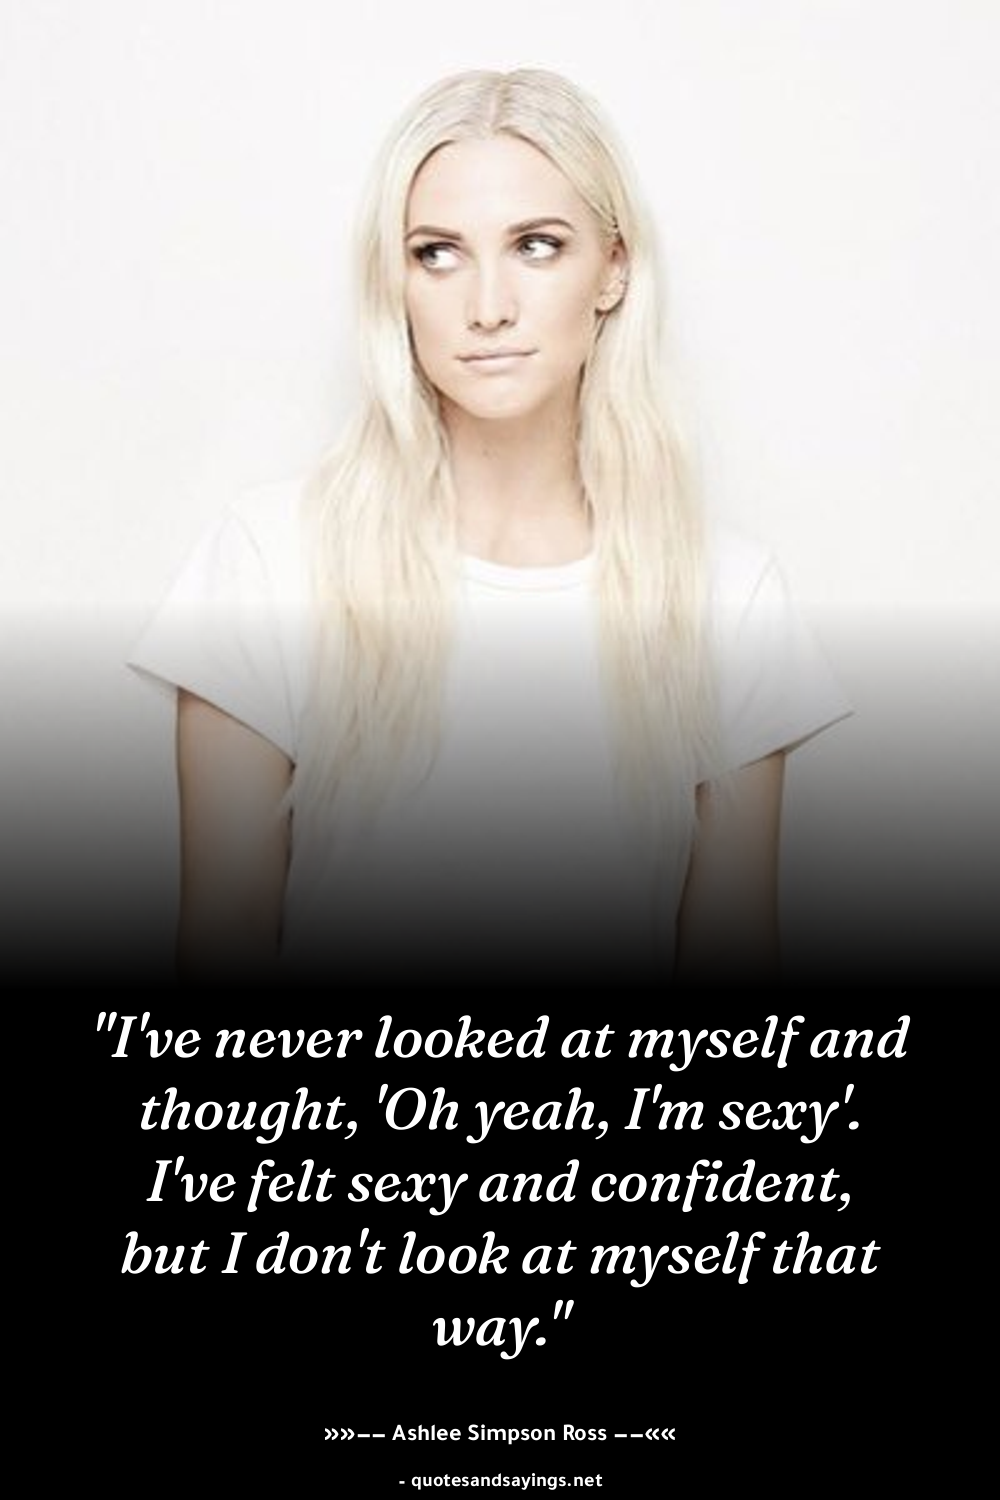 "I've never looked at myself and
thought, 'Oh yeah, I'm sexy'.
I've felt sexy and confident,
but I don't look at myself that
way."
»»–– Ashlee Simpson Ross ––««
- quotesandsayings.net